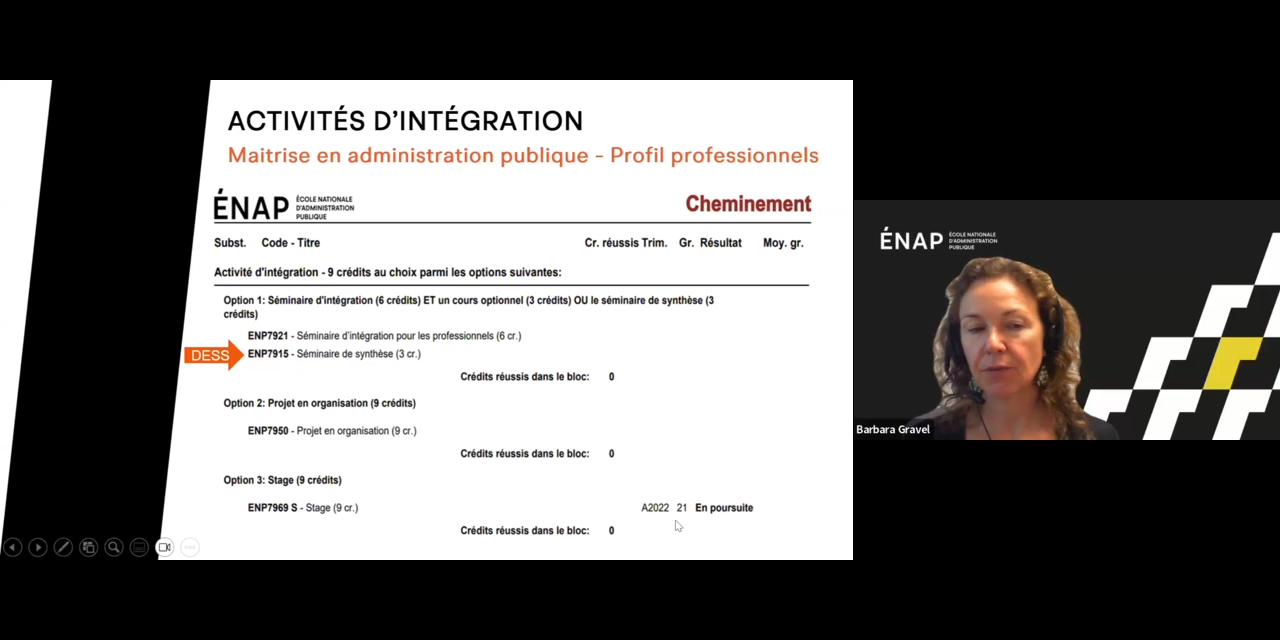 ACTIVITÉS D'INTÉGRATION
Maitrise en administration publique - Profil professionnels
ÉNAP ÉCOLE NATIONALE
D'ADMINISTRATION
PUBLIQUE
Cheminement
Subst. Code - Titre Cr. réussis Trim. Gr. Résultat Moy. gr.
Activité d'intégration - 9 crédits au choix parmi les options suivantes:
Option 1: Séminaire d'intégration (6 crédits) ET un cours optionnel (3 crédits) OU le séminaire de synthèse (3
crédits)
ENP7921 - Séminaire d'intégration pour les professionnels (6 cr.)
DESS ENP7915 - Séminaire de synthèse (3 cr.)
Crédits réussis dans le bloc: 0
Option 2: Projet en organisation (9 crédits)
ENP7950 - Projet en organisation (9 cr.)
Crédits réussis dans le bloc: 0
Option 3: Stage (9 crédits)
ENP7969 S - Stage (9 cr.) A2022 21 En poursuite
Crédits réussis dans le bloc: 0
ÉNAP ÉCOLE NATIONALE
D'ADMINISTRATION
PUBLIQUE
Barbara Gravel